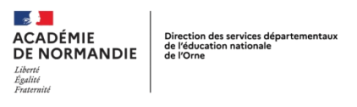 ACADÉMIE
DE NORMANDIE
Liberté
Égalité
Fraternité
Direction des services départementaux
de l'éducation nationale
de l'Orne